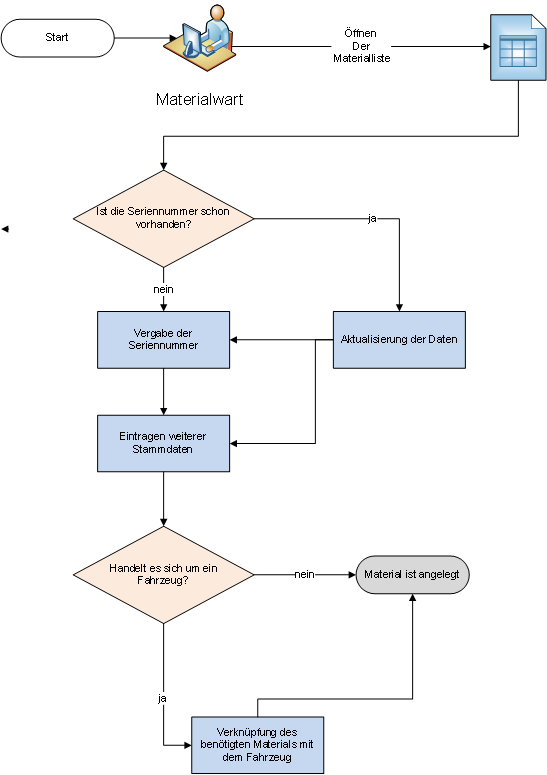 Start
Öffnen
Der
Materialliste
Materialwart
Ist die Seriennummer schon
vorhanden?
ja
nein
Vergabe der
Seriennummer
Aktualisierung der Daten
Eintragen weiterer
Stammdaten
Handelt es sich um ein
Fahrzeug?
nein
Material ist angelegt
ja
Verknüpfung des
benötigten Materials mit
dem Fahrzeug